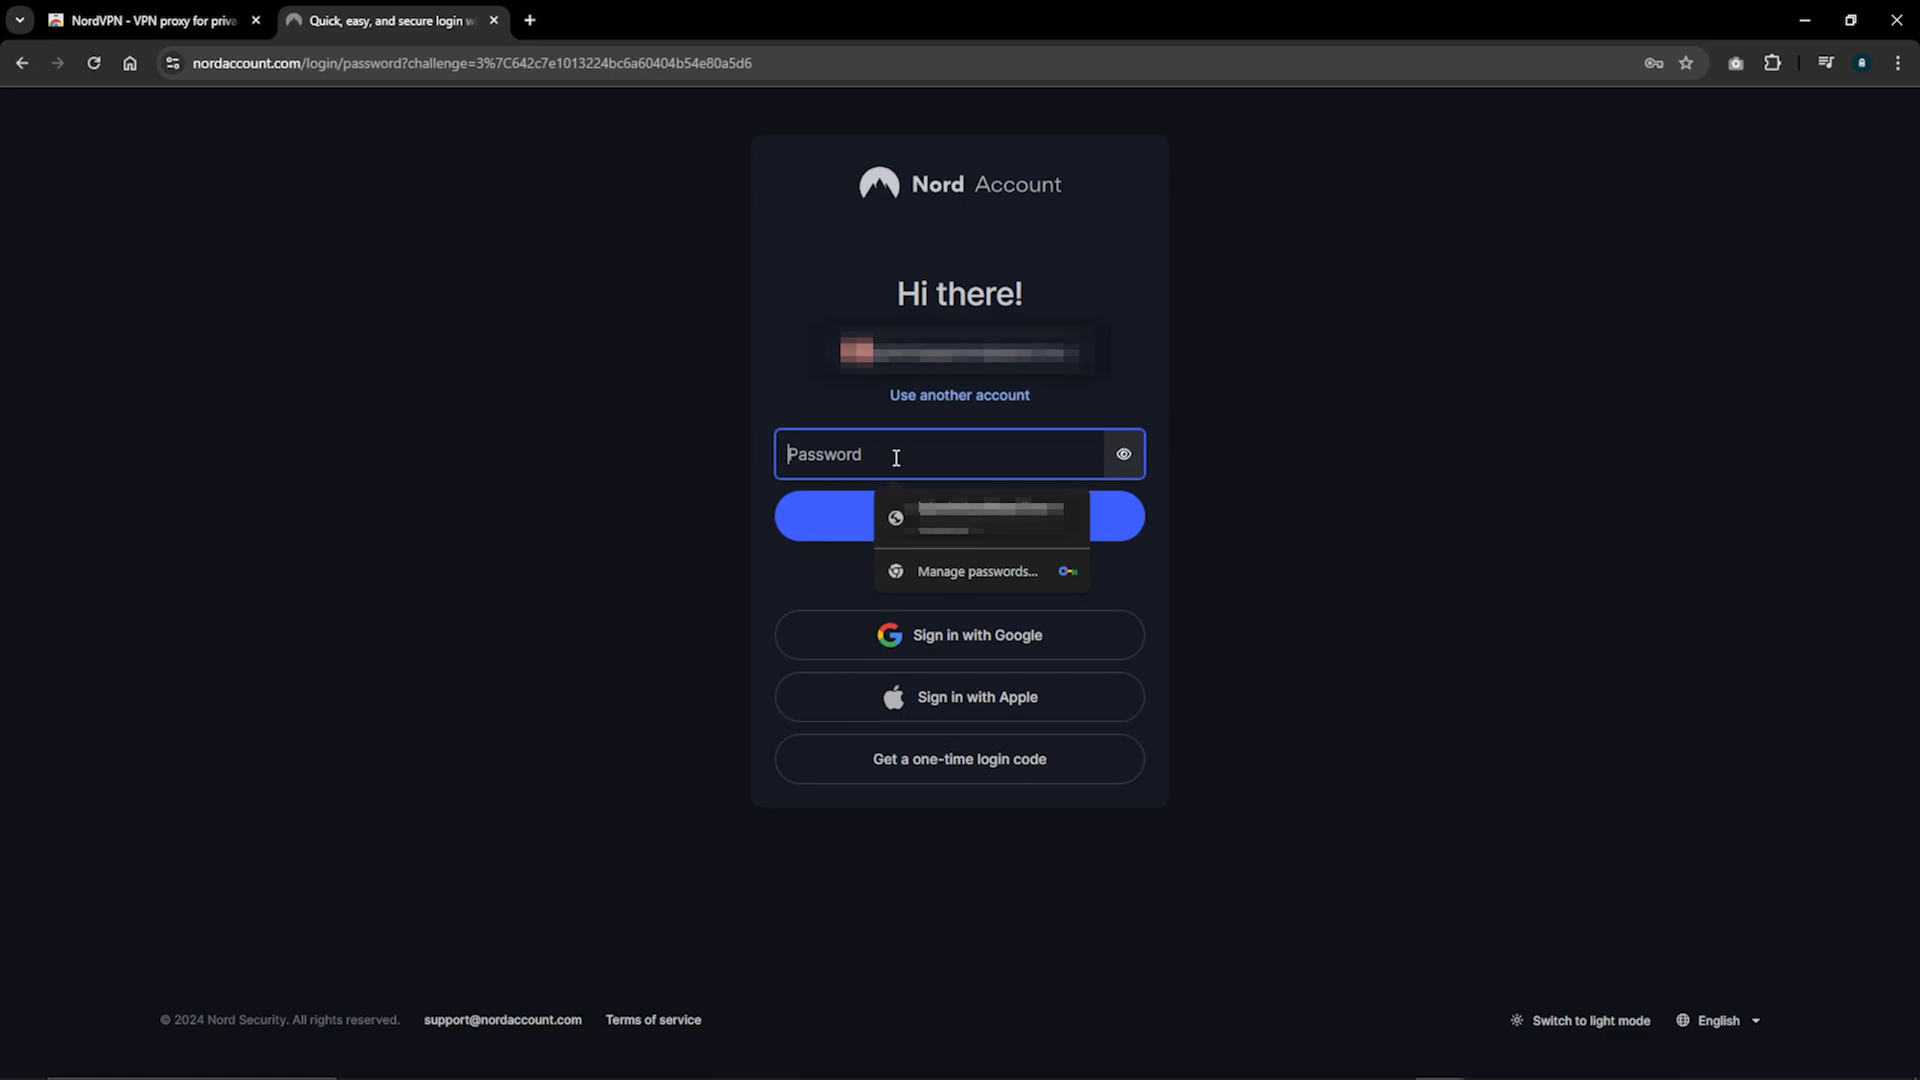 NordVPN - VPN proxy for priva
Quick, easy, and secure login w
nordaccount.com/login/password?challenge=3%7C642c7e1013224bc6a60404b54e80a5d6
Nord Account
Hi there!
Use another account
Password
Manage passwords...
Sign in with Google
Sign in with Apple
Get a one-time login code
© 2024 Nord Security. All rights reserved.
support@nordaccount.com
Terms of service
Switch to light mode
English